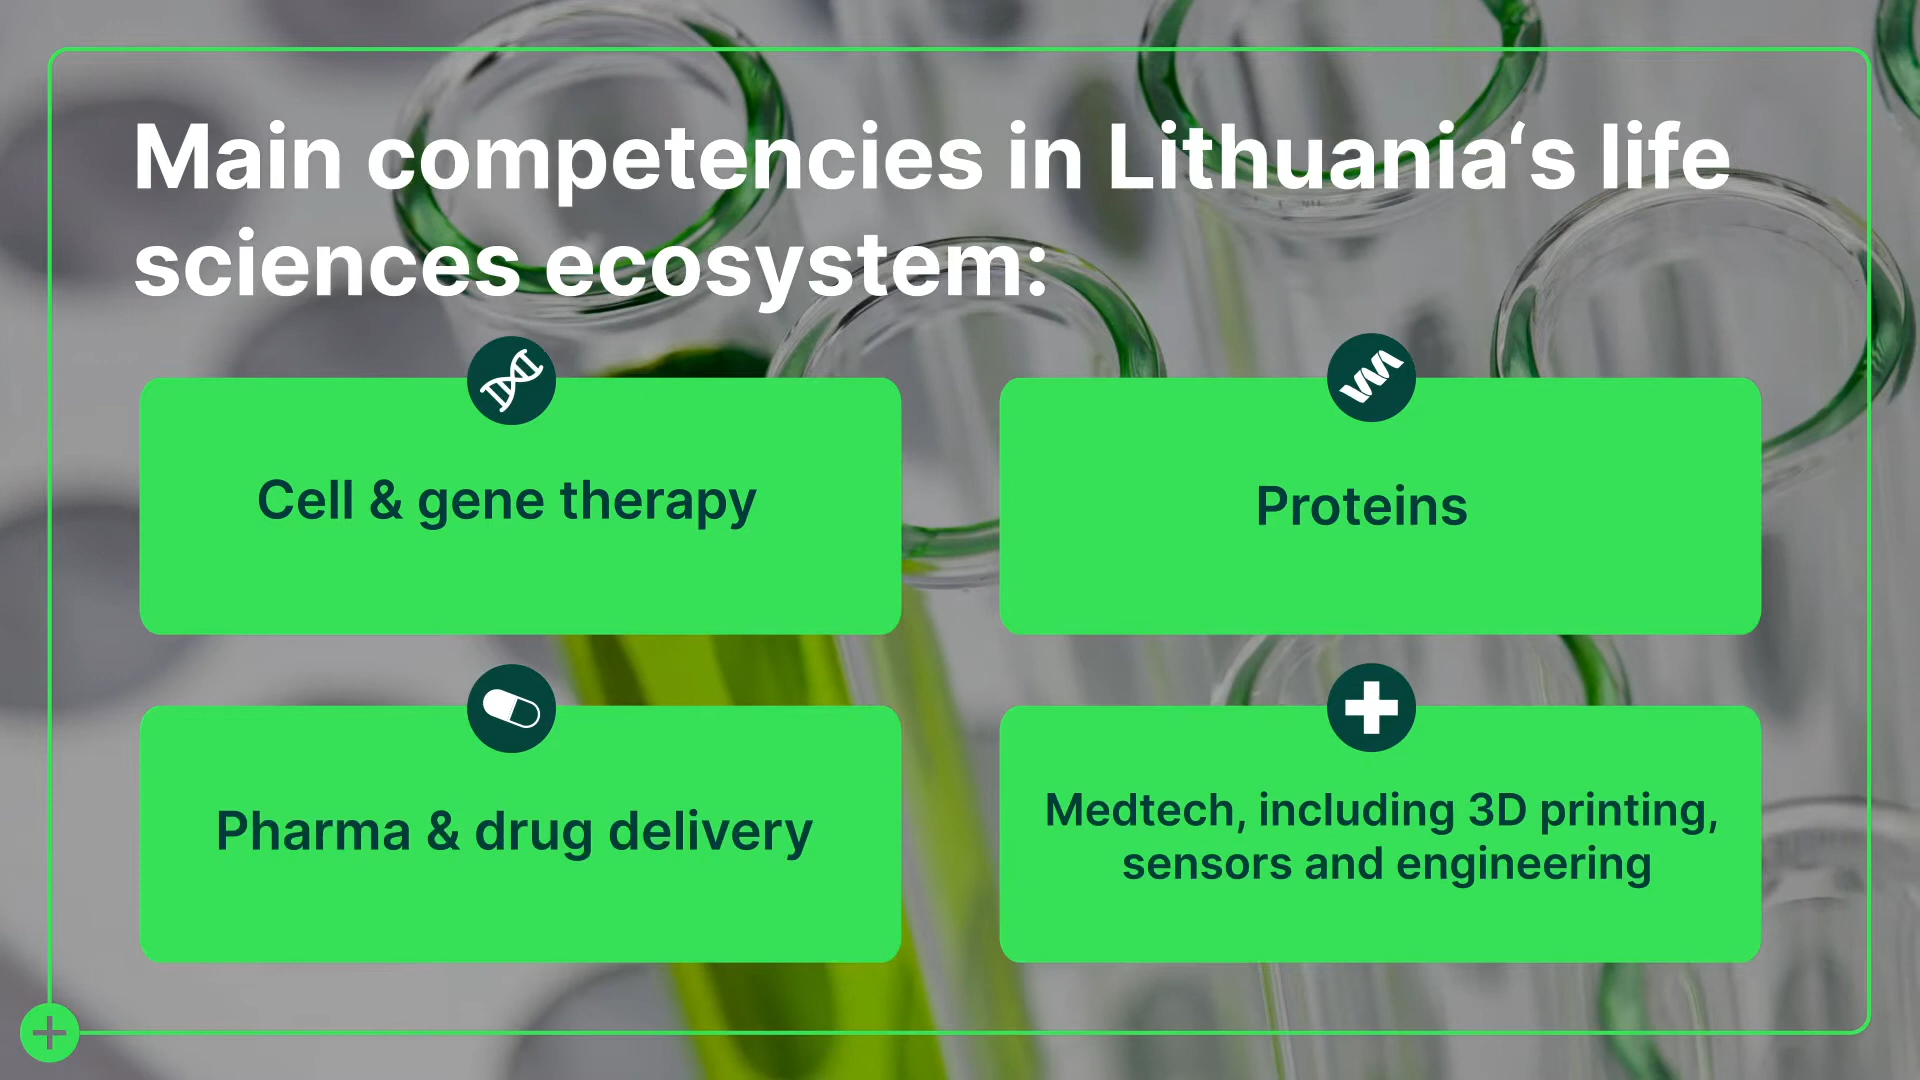 Main competencies in Lithuania‘s life
sciences ecosystem:
Cell & gene therapy
Proteins
Pharma & drug delivery
Medtech, including 3D printing,
sensors and engineering